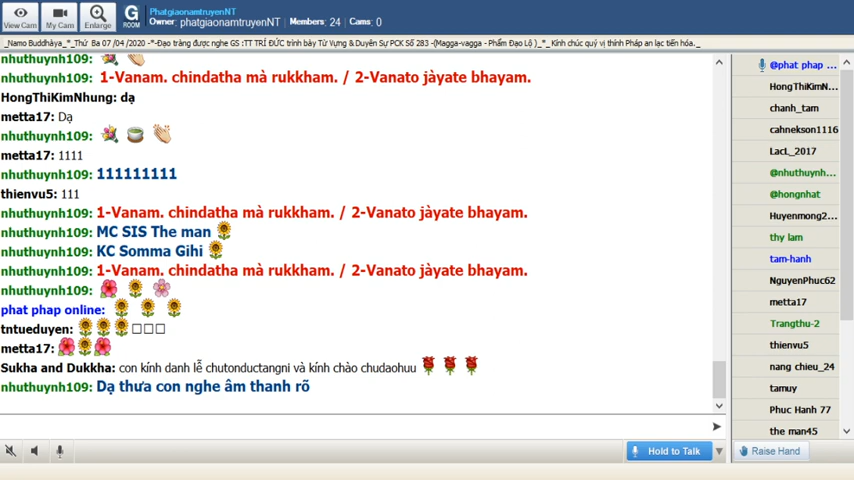 View Cam
My Cam
Enlarge
G
ROOM
PhatgiaonamtruyenNT
Owner: phatgiaonamtruyenNT | Members: 24 | Cams: 0
_Namo Buddhàya_*_Thứ Ba 07 /04 /2020 -*-Đạo tràng được nghe GS :TT TRÍ ĐỨC trình bày Từ Vựng & Duyên Sự PCK Số 283 -(Magga-vagga - Phẩm Đạo Lộ )_*_ Kính chúc quý vị thính Pháp an lạc tiến hóa._
nhuthuynh109:
nhuthuynh109: 1-Vanam. chindatha mà rukkham. / 2-Vanato jàyate bhayam.
HongThiKimNhung: dạ
metta17: Dạ
nhuthuynh109:
metta17: 1111
nhuthuynh109: 111111111
thienvu5: 111
nhuthuynh109: 1-Vanam. chindatha mà rukkham. / 2-Vanato jàyate bhayam.
nhuthuynh109: MC SIS The man
nhuthuynh109: KC Somma Gihi
nhuthuynh109: 1-Vanam. chindatha mà rukkham. / 2-Vanato jàyate bhayam.
nhuthuynh109:
phat phap online:
tntueduyen:
metta17:
Sukha and Dukkha: con kính danh lễ chutonductangni và kính chào chudaohuu
nhuthuynh109: Dạ thưa con nghe âm thanh rõ
Hold to Talk
@phat phap ...
HongThiKimN...
chanh_tam
cahnekson1116
LacL_2017
@nhuthuynh...
@hongnhat
Huyenmong2...
thy lam
tam-hanh
NguyenPhuc62
metta17
Trangthu-2
thienvu5
nang chieu_24
tamuy
Phuc Hanh 77
the man45
Raise Hand